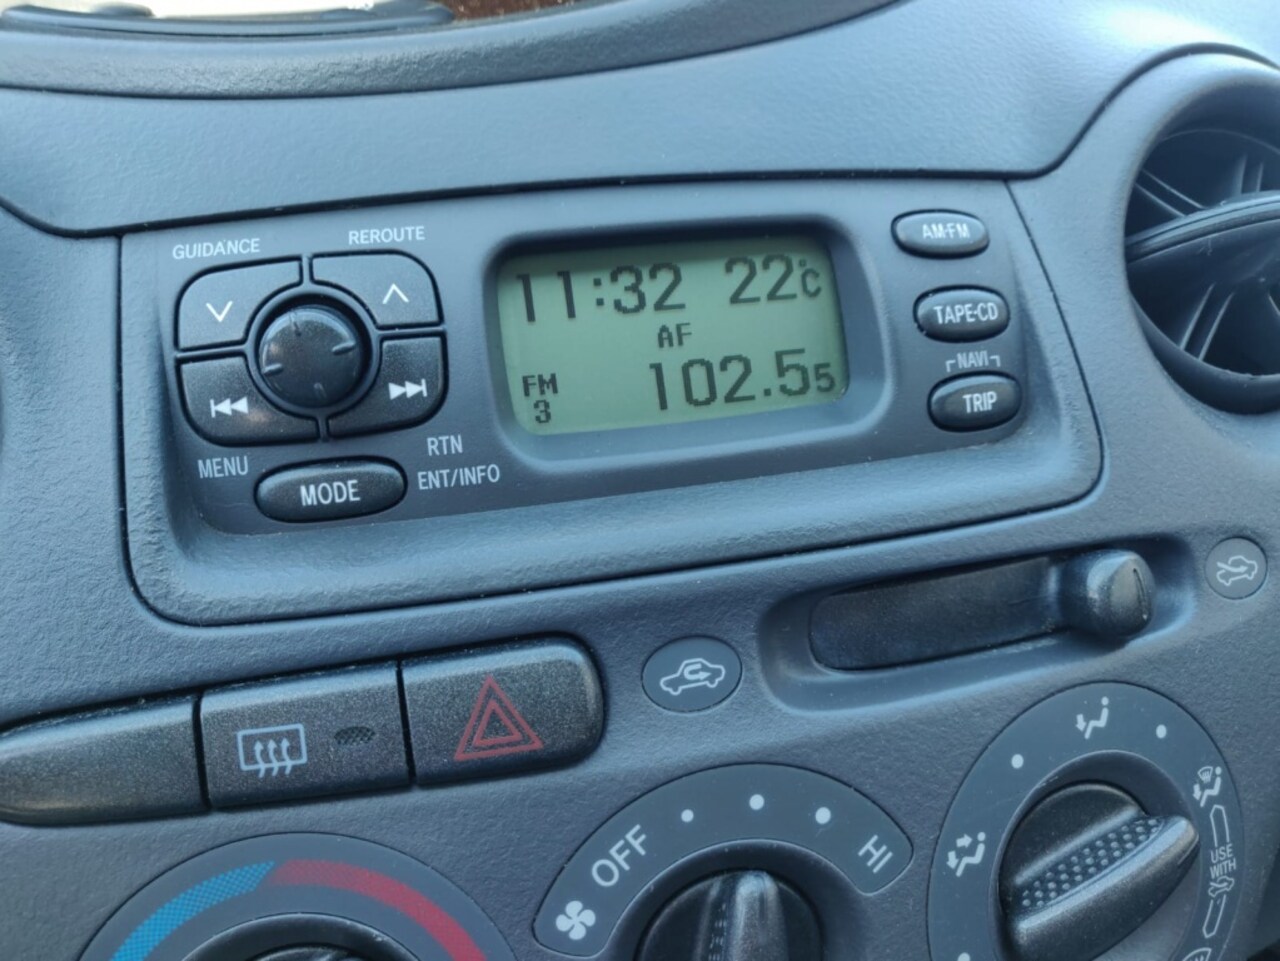 GUIDANCE
REROUTE
MENU
MODE
RTN
ENT/INFO
11:32 22°C
AF
FM
3
102.55
AM·FM
TAPE·CD
NAVI
TRIP
OFF
HI
USE
WITH